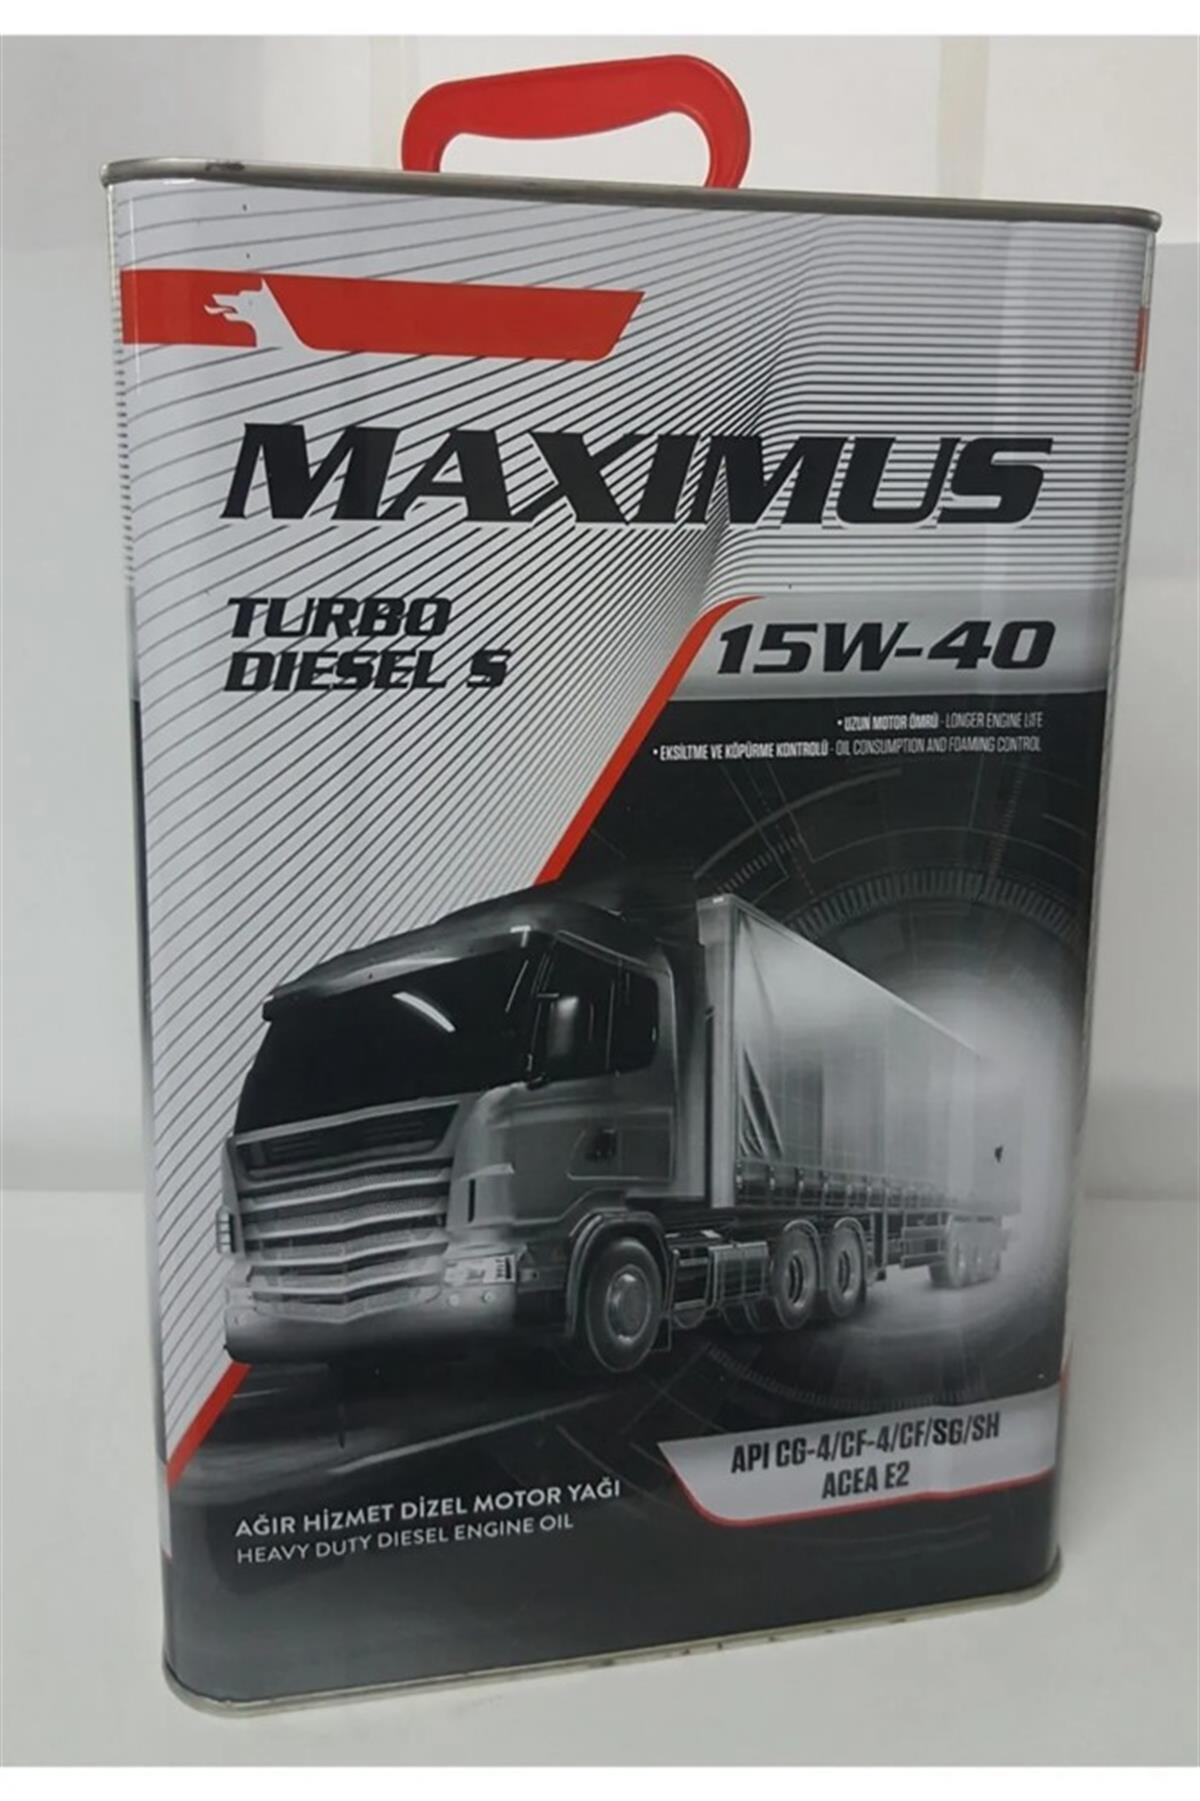 MAXIMUS
TURBO
DIESEL S
15W-40
• UZUN MOTOR ÖMRÜ - LONGER ENGINE LIFE
• EKSİLTME VE KÖPÜRME KONTROLÜ - OIL CONSUMPTION AND FOAMING CONTROL
API CG-4/CF-4/CF/SG/SH
ACEA E2
AĞIR HİZMET DİZEL MOTOR YAĞI
HEAVY DUTY DIESEL ENGINE OIL